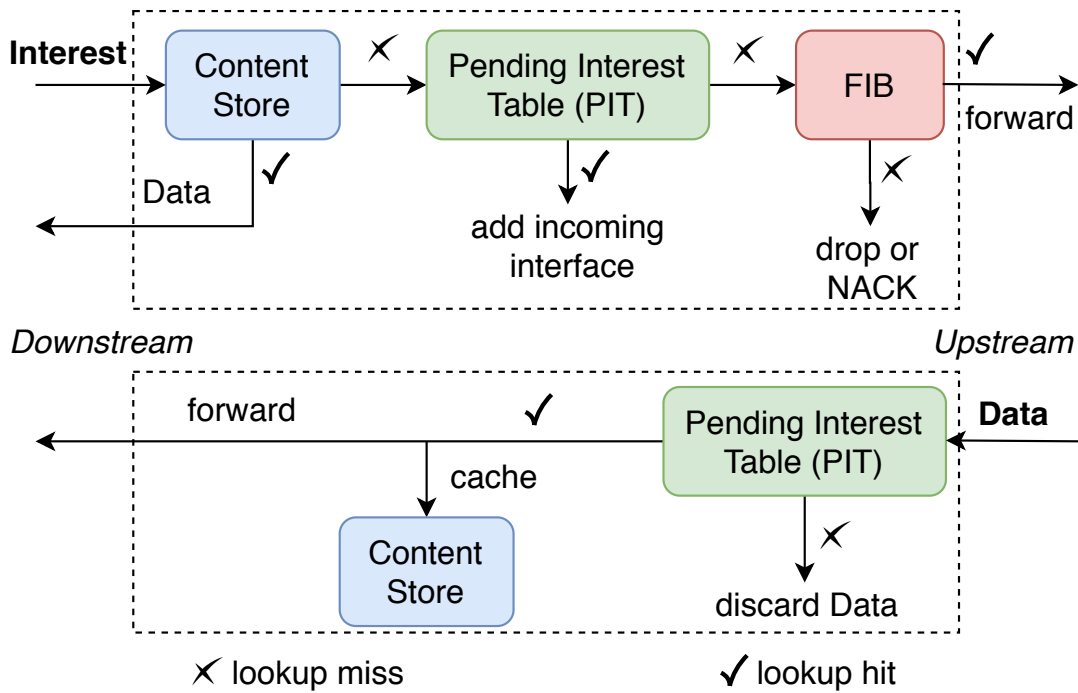 Interest
Content
Store
Pending Interest
Table (PIT)
FIB
forward
Data
add incoming
interface
drop or
NACK
Downstream
Upstream
forward
Pending Interest
Table (PIT)
Data
cache
Content
Store
discard Data
lookup miss
lookup hit